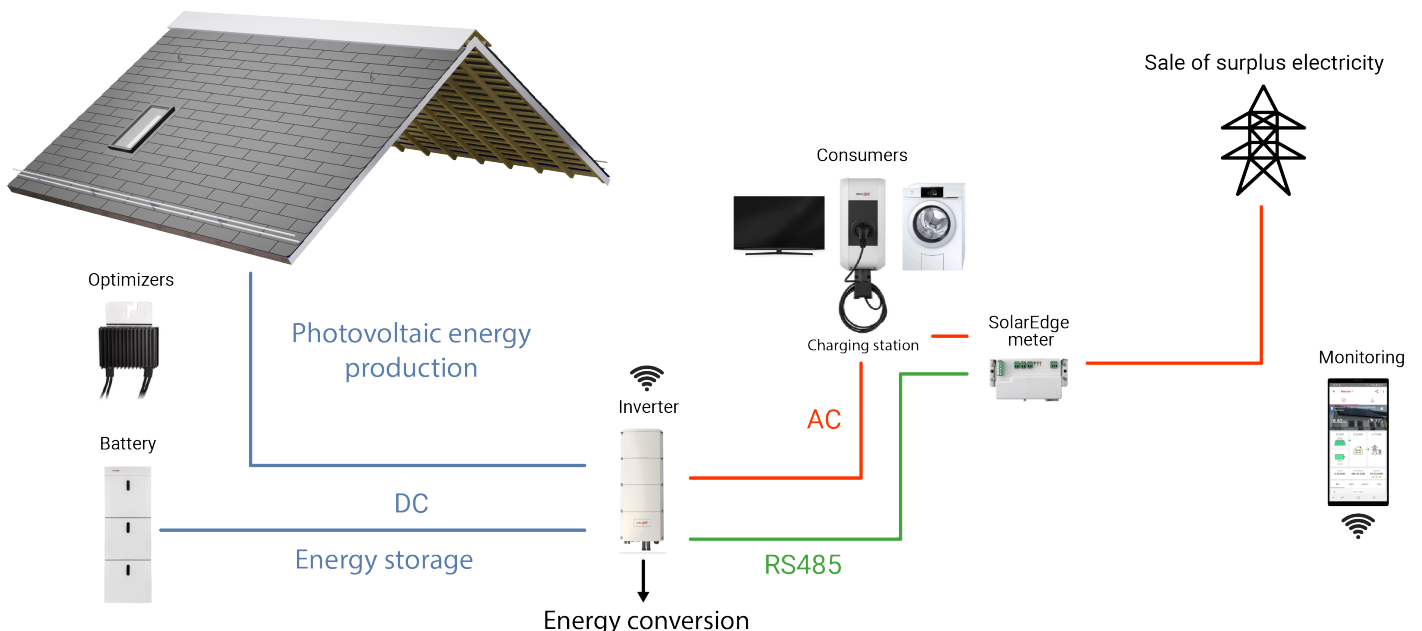 Sale of surplus electricity
Consumers
Optimizers
Photovoltaic energy
production
SolarEdge
meter
Charging station
Monitoring
Inverter
AC
Battery
DC
Energy storage
RS485
Energy conversion